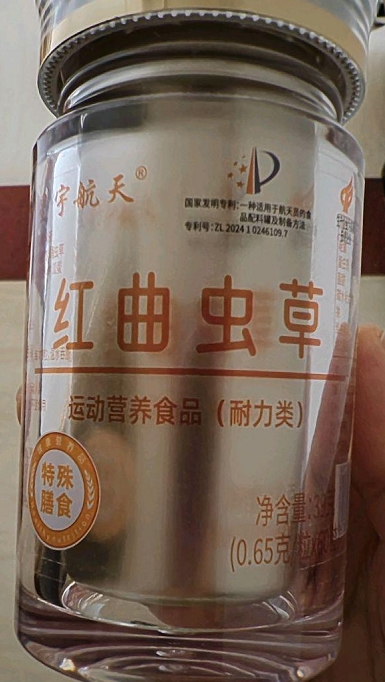 宇航天®
国家发明专利:一种适用于航天员的食
品配料罐及制备方法
专利号:ZL 2024 1 0246109.7
红曲虫草
运动营养食品（耐力类）
特殊
膳食
净含量:
(0.65克/粒